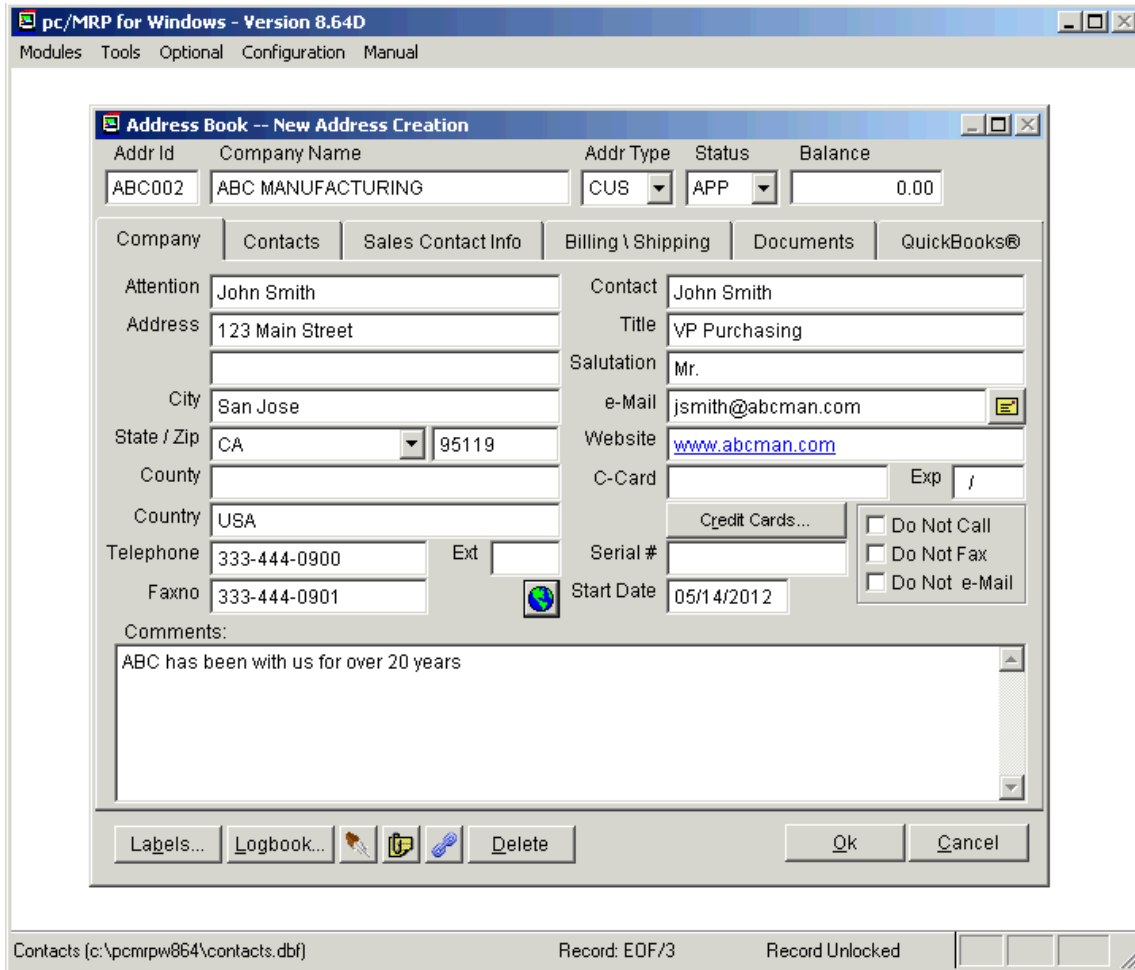 pc/MRP for Windows - Version 8.64D
Modules Tools Optional Configuration Manual
Address Book -- New Address Creation
Addr Id Company Name Addr Type Status Balance
ABC002 ABC MANUFACTURING CUS APP 0.00
Company Contacts Sales Contact Info Billing \ Shipping Documents QuickBooks®
Attention John Smith Contact John Smith
Address 123 Main Street Title VP Purchasing
Salutation Mr.
City San Jose e-Mail jsmith@abcman.com
State / Zip CA 95119 Website www.abcman.com
County C-Card Exp /
Country USA Credit Cards... Do Not Call
Telephone 333-444-0900 Ext Serial # Do Not Fax
Faxno 333-444-0901 Start Date 05/14/2012 Do Not e-Mail
Comments:
ABC has been with us for over 20 years
Labels... Logbook... Delete Ok Cancel
Contacts (c:\pcmrpw864\contacts.dbf) Record: EOF/3 Record Unlocked